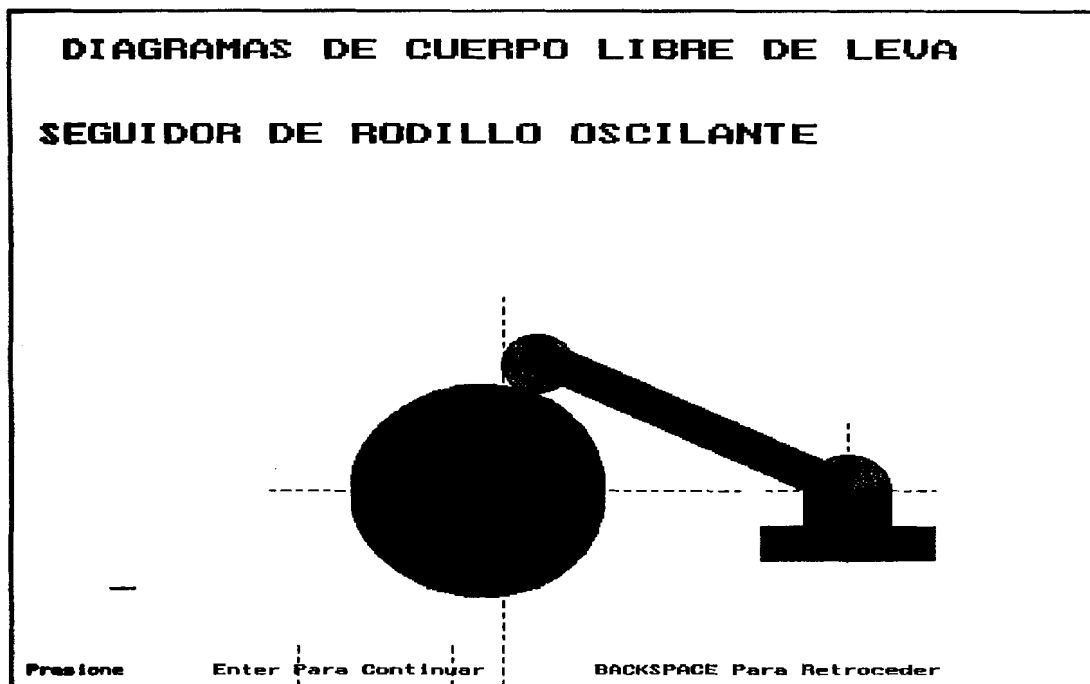 DIAGRAMAS DE CUERPO LIBRE DE LEVA
SEGUIDOR DE RODILLO OSCILANTE
Presione Enter Para Continuar BACKSPACE Para Retroceder